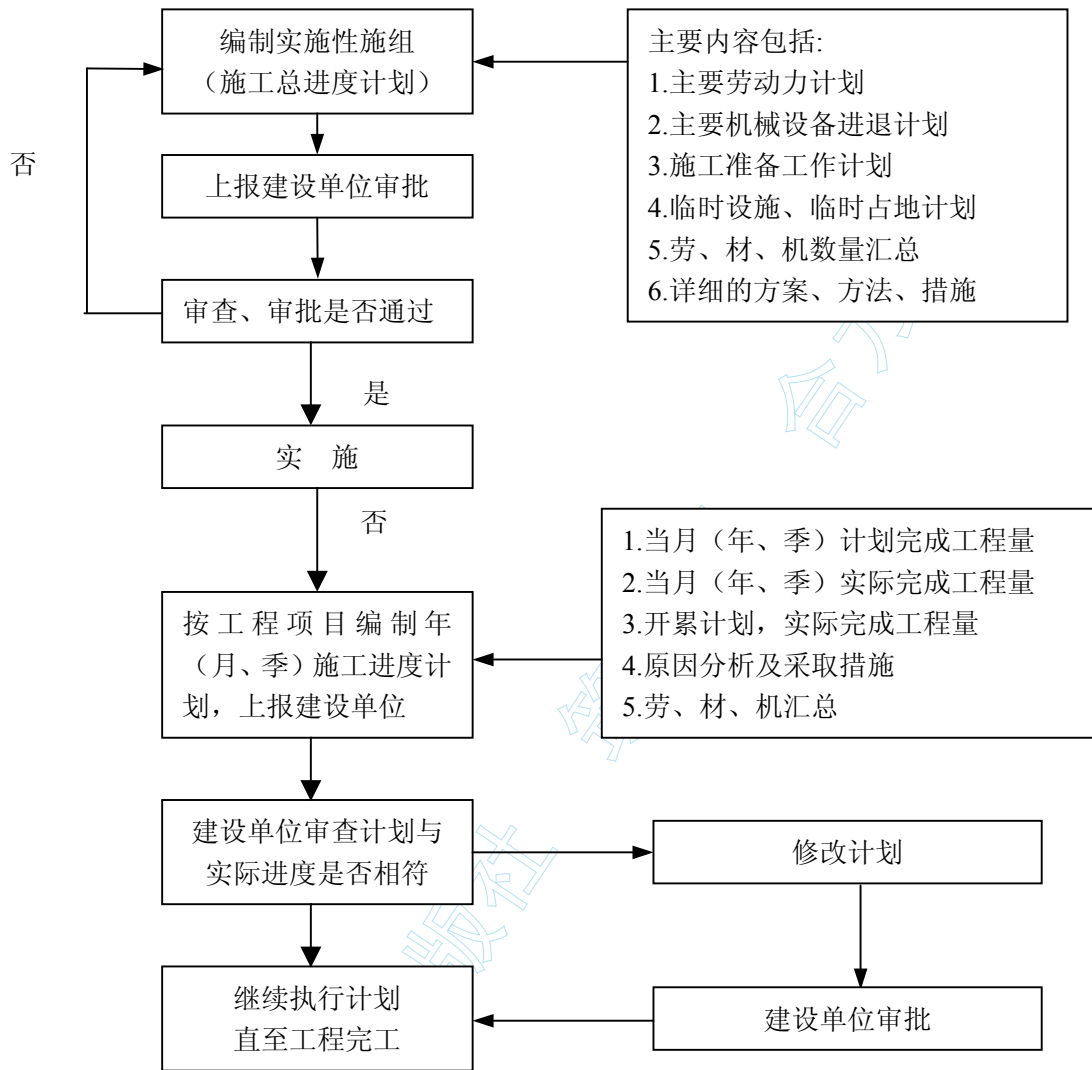 编制实施性施组
（施工总进度计划）
主要内容包括:
1.主要劳动力计划
2.主要机械设备进退计划
3.施工准备工作计划
4.临时设施、临时占地计划
5.劳、材、机数量汇总
6.详细的方案、方法、措施
否
上报建设单位审批
审查、审批是否通过
是
实 施
否
1.当月（年、季）计划完成工程量
2.当月（年、季）实际完成工程量
3.开累计划，实际完成工程量
4.原因分析及采取措施
5.劳、材、机汇总
按工程项目编制年
（月、季）施工进度计
划，上报建设单位
建设单位审查计划与
实际进度是否相符
修改计划
继续执行计划
直至工程完工
建设单位审批
版社